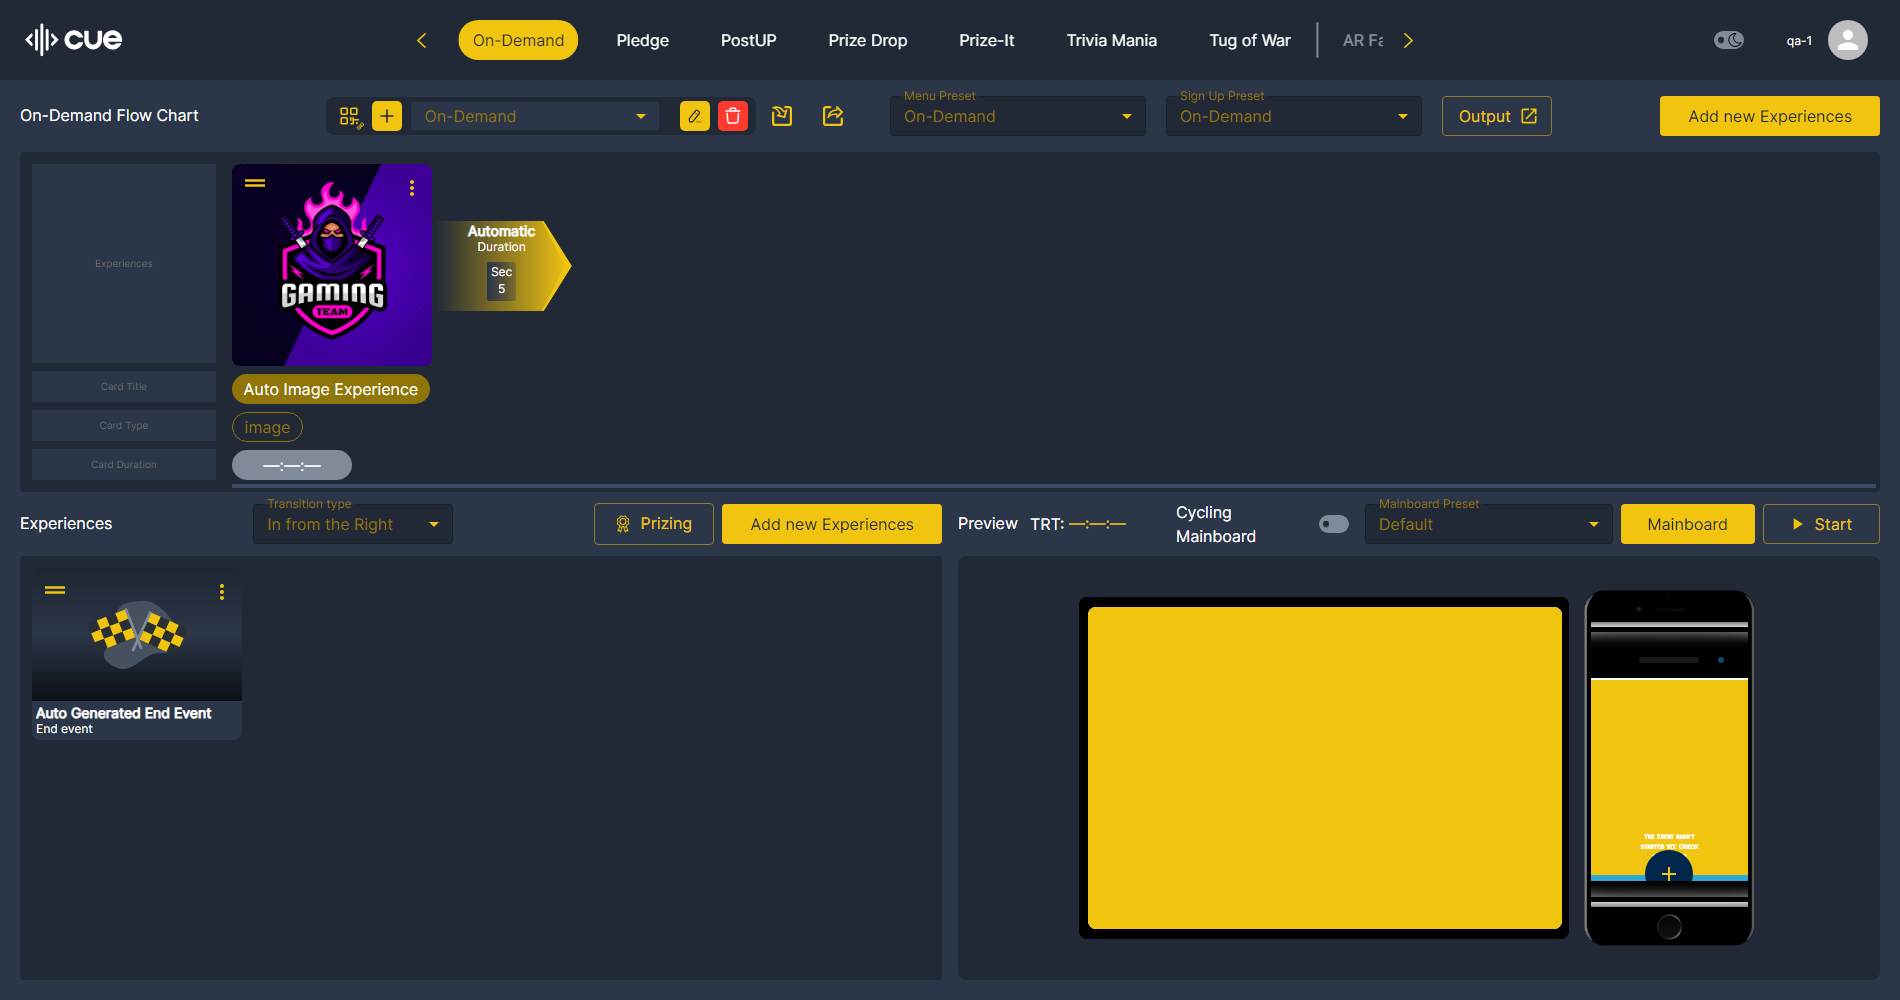 cue
On-Demand
Pledge
PostUP
Prize Drop
Prize-It
Trivia Mania
Tug of War
AR Fa
qa-1
On-Demand Flow Chart
On-Demand
Menu Preset
On-Demand
Sign Up Preset
On-Demand
Output
Add new Experiences
Experiences
GAMING
TEAM
Automatic
Duration
Sec
5
Card Title
Auto Image Experience
Card Type
image
Card Duration
—:—:—
Experiences
Transition type
In from the Right
Prizing
Add new Experiences
Preview
TRT: —:—:—
Cycling
Mainboard
Mainboard Preset
Default
Mainboard
Start
Auto Generated End Event
End event
THE EVENT HASN'T
STARTED YET, CHECK